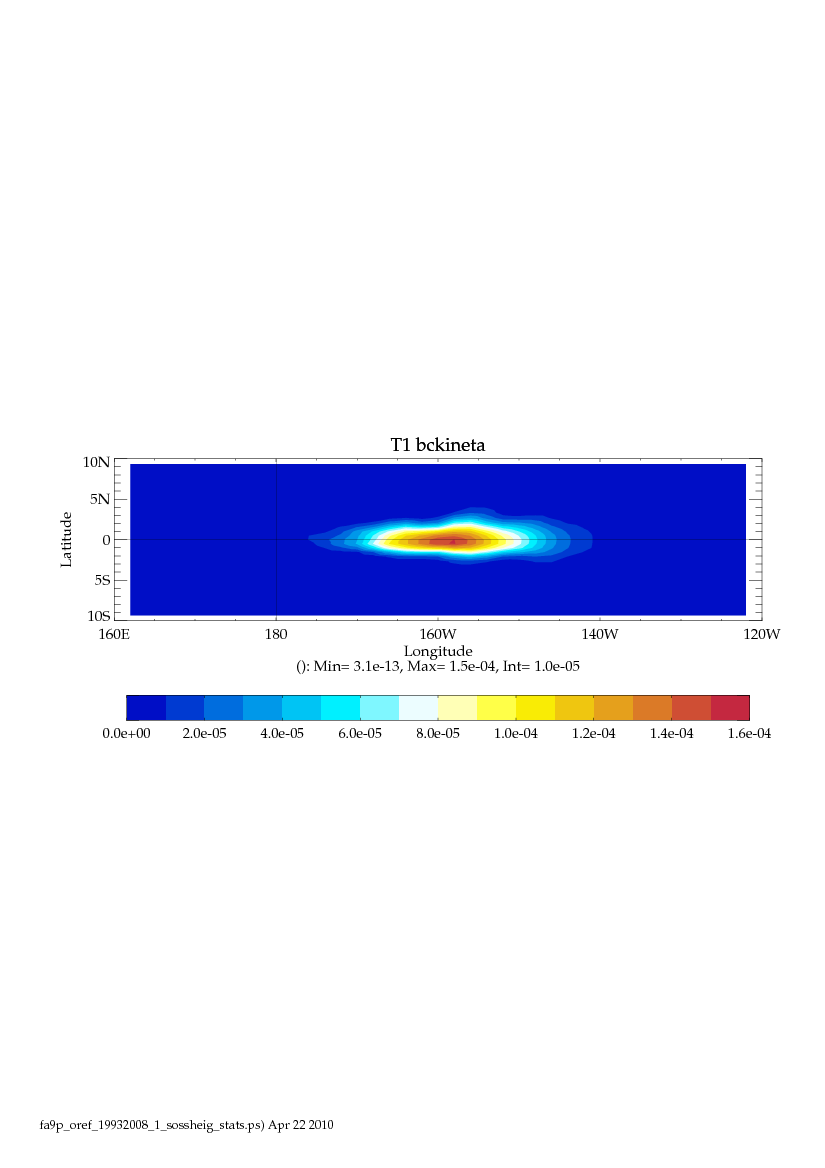 T1 bckineta
10N
5N
0
5S
10S
Latitude
160E 180 160W 140W 120W
Longitude
(): Min= 3.1e-13, Max= 1.5e-04, Int= 1.0e-05
0.0e+00 2.0e-05 4.0e-05 6.0e-05 8.0e-05 1.0e-04 1.2e-04 1.4e-04 1.6e-04
fa9p_oref_19932008_1_sossheig_stats.ps) Apr 22 2010